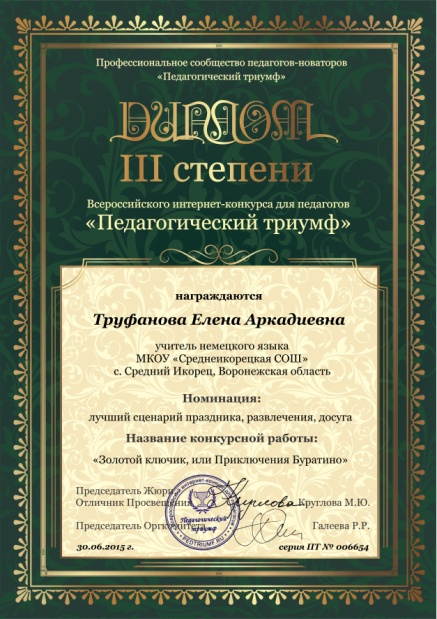 Профессиональное сообщество педагогов-новаторов
«Педагогический триумф»
ДИПЛОМ
III степени
Всероссийского интернет-конкурса для педагогов
«Педагогический триумф»
награждаются
Труфанова Елена Аркадиевна
учитель немецкого языка
МКОУ «Среднеикорецкая СОШ»
с. Средний Икорец, Воронежская область
Номинация:
лучший сценарий праздника, развлечения, досуга
Название конкурсной работы:
«Золотой ключик, или Приключения Буратино»
Председатель Жюри,
Отличник Просвещения Круглова М.Ю.
Педагогический
триумф
Председатель Оргкомитета Галеева Р.Р.
PEDTRIUMF.RU
30.06.2015 г. серия ПТ № 006654